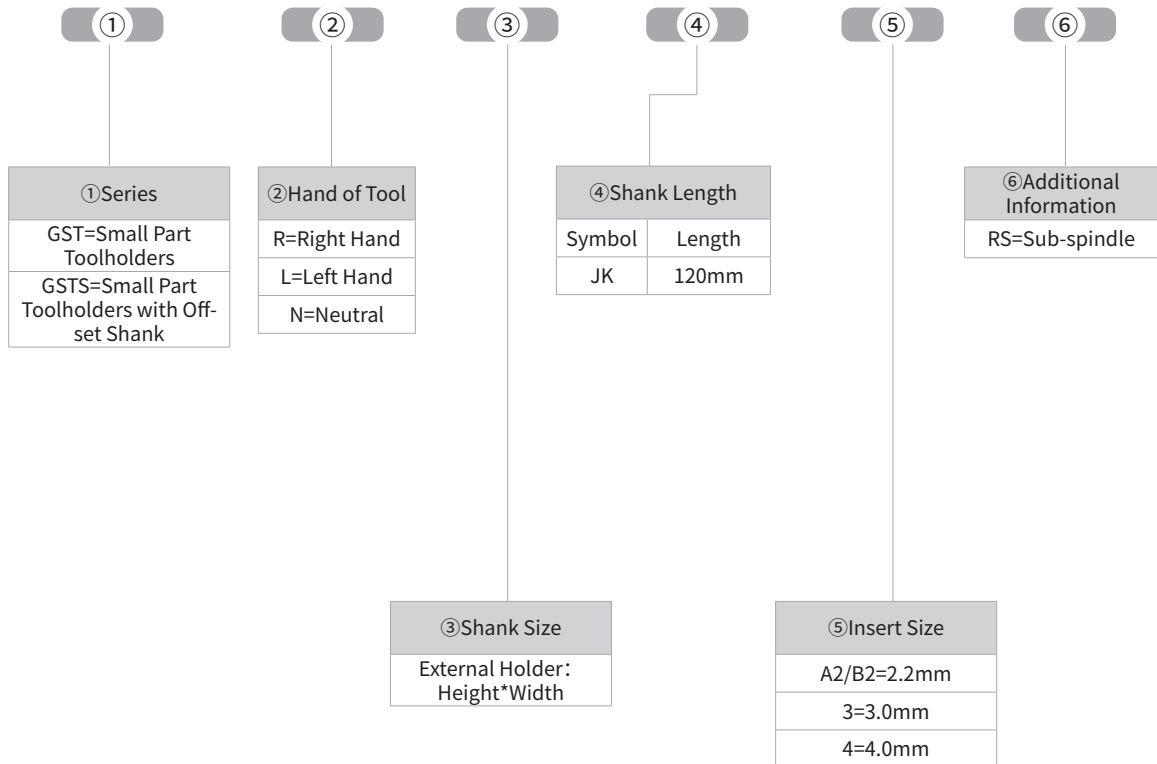 ① ② ③ ④ ⑤ ⑥
①Series
GST=Small Part
Toolholders
GSTS=Small Part
Toolholders with Off-
set Shank
②Hand of Tool
R=Right Hand
L=Left Hand
N=Neutral
④Shank Length
Symbol Length
JK 120mm
⑥Additional
Information
RS=Sub-spindle
③Shank Size
External Holder：
Height*Width
⑤Insert Size
A2/B2=2.2mm
3=3.0mm
4=4.0mm